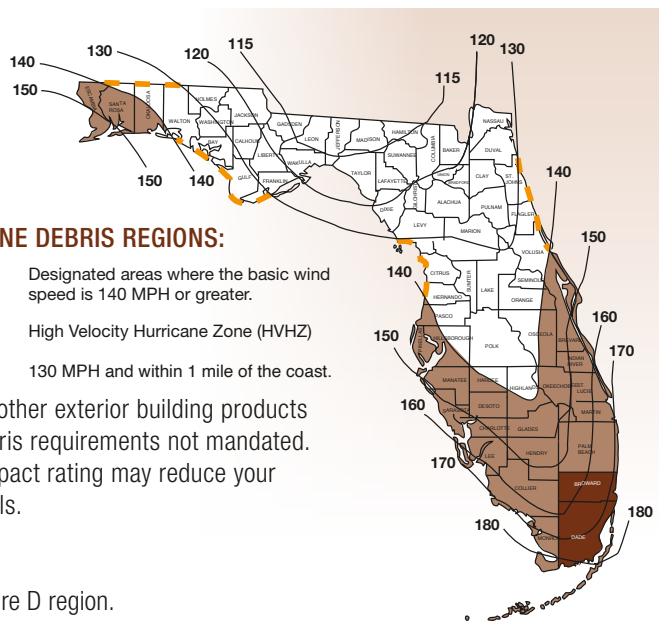 140
130
120
115
120
130
115
150
150
140
140
150
140
160
150
170
160
170
180
180
SANTA
ROSA
OKALOOSA
WALTON
HOLMES
WASHINGTON
BAY
JACKSON
CALHOUN
GULF
LIBERTY
GADSDEN
FRANKLIN
LEON
WAKULLA
JEFFERSON
MADISON
TAYLOR
HAMILTON
SUWANNEE
LAFAYETTE
DIXIE
COLUMBIA
GILCHRIST
BAKER
UNION
BRADFORD
ALACHUA
LEVY
NASSAU
DUVAL
CLAY
ST.
JOHNS
PUTNAM
FLAGLER
MARION
VOLUSIA
CITRUS
SUMTER
LAKE
HERNANDO
SEMINOLE
ORANGE
PASCO
HILLSBOROUGH
POLK
OSCEOLA
BREVARD
INDIAN
RIVER
MANATEE
HARDEE
HIGHLANDS
OKEECHOBEE
ST
LUCIE
SARASOTA
DESOTO
MARTIN
CHARLOTTE
GLADES
LEE
HENDRY
PALM
BEACH
COLLIER
BROWARD
MONROE
DADE
NE DEBRIS REGIONS:
Designated areas where the basic wind
speed is 140 MPH or greater.
High Velocity Hurricane Zone (HVHZ)
130 MPH and within 1 mile of the coast.
other exterior building products
ris requirements not mandated.
pact rating may reduce your
ls.
re D region.